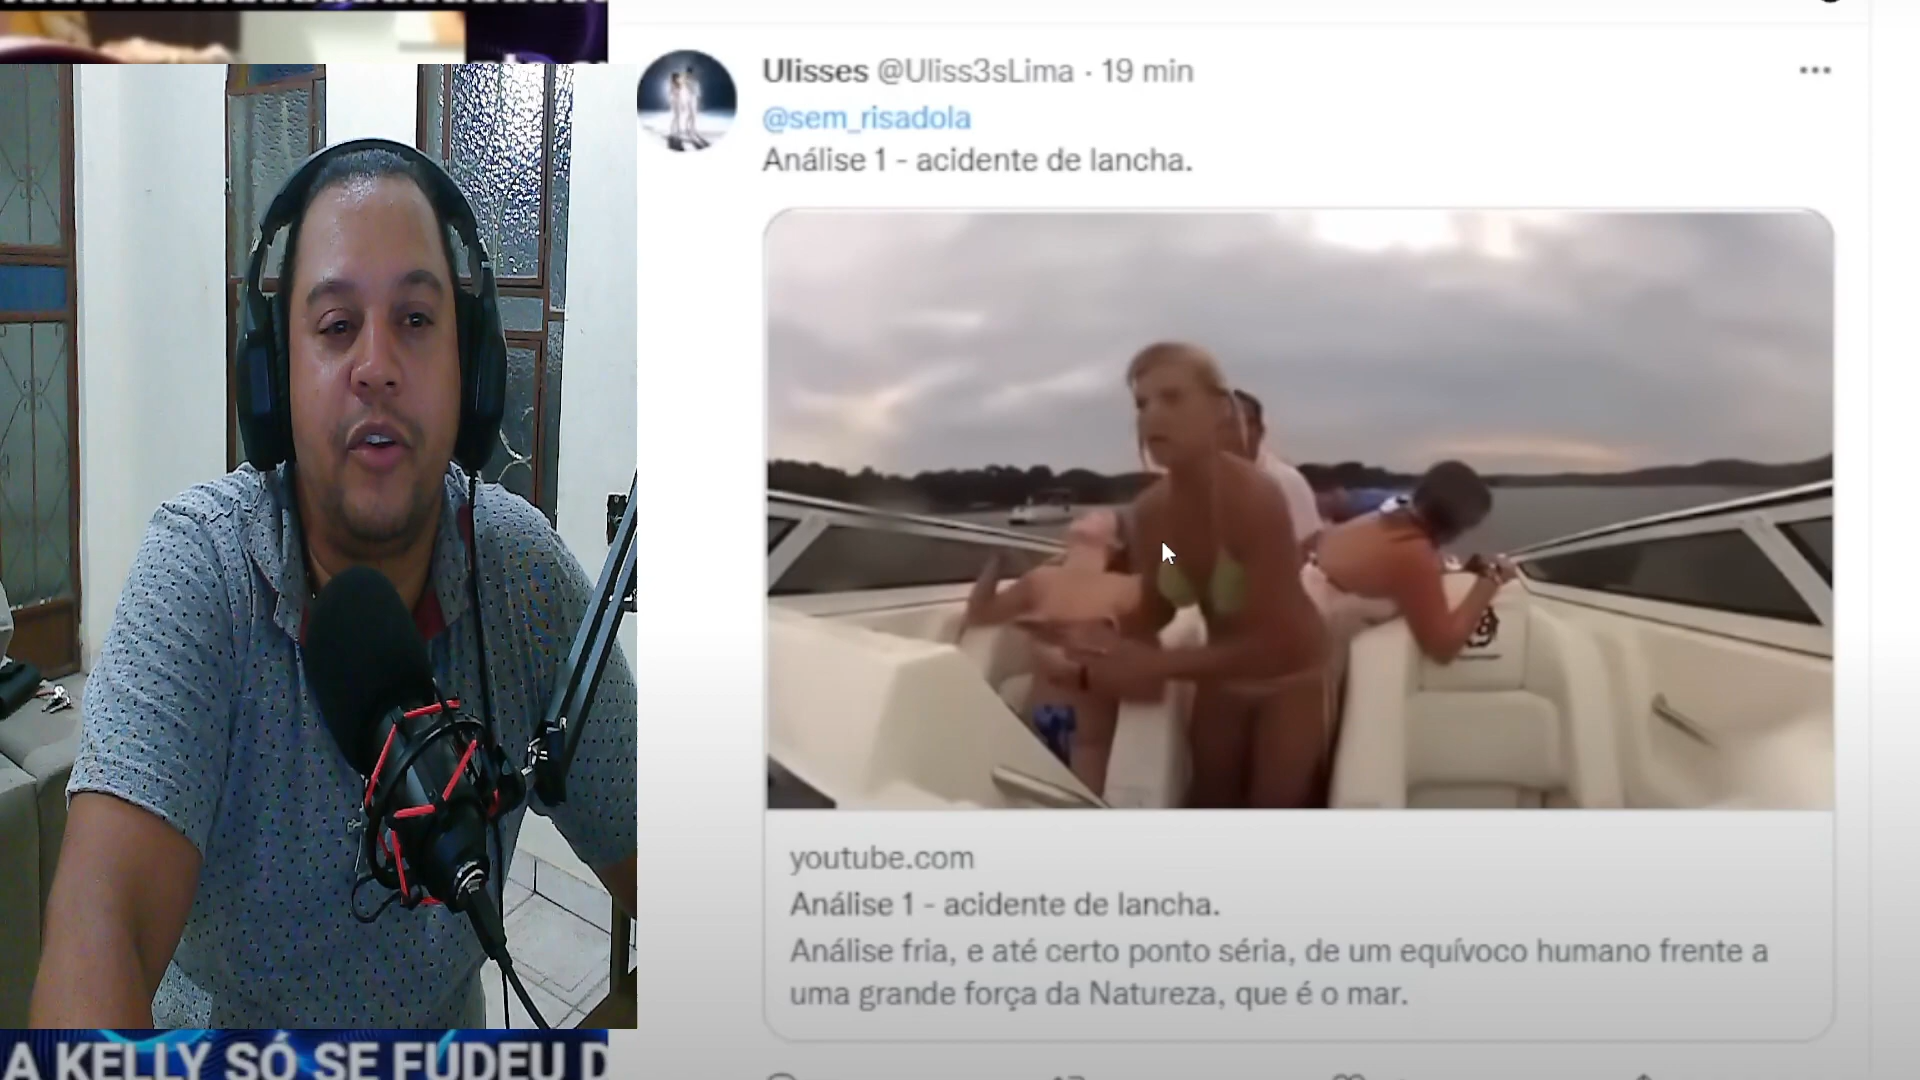 Ulisses @Uliss3sLima · 19 min
@sem_risadola
Análise 1 - acidente de lancha.
youtube.com
Análise 1 - acidente de lancha.
Análise fria, e até certo ponto séria, de um equívoco humano frente a
uma grande força da Natureza, que é o mar.
A KELLY SÓ SE FUDEU D